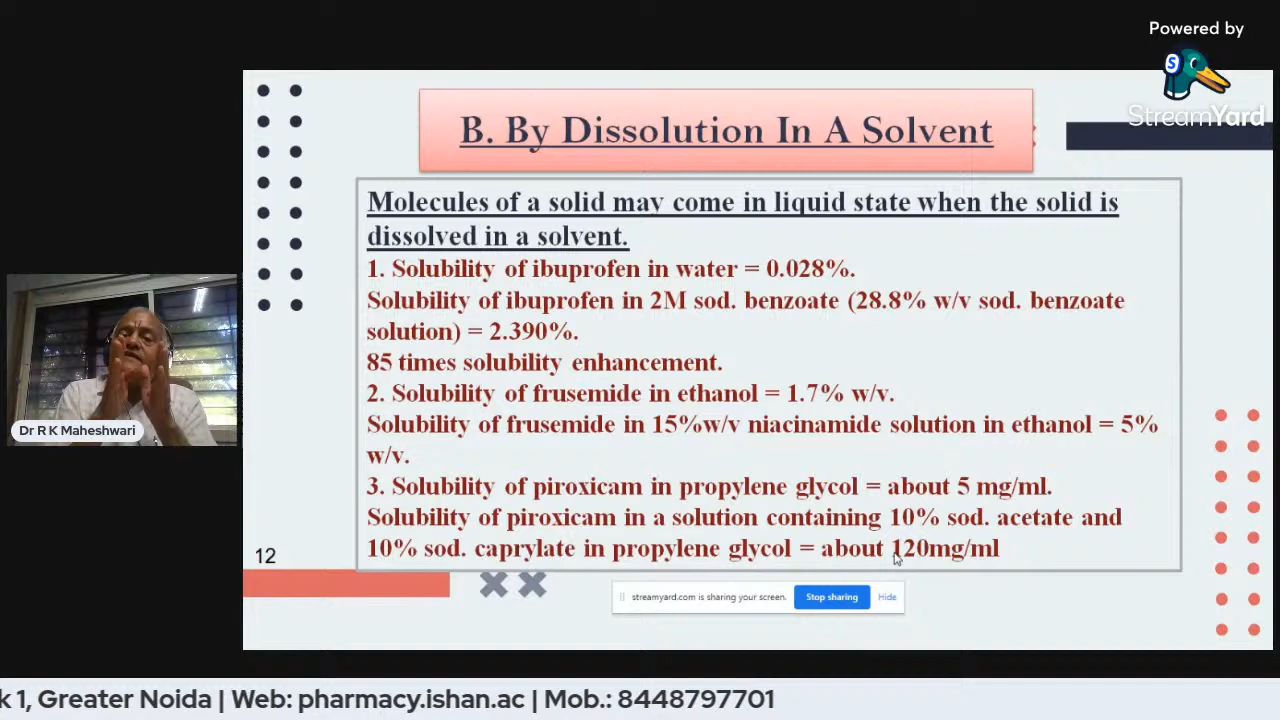 Powered by
StreamYard
B. By Dissolution In A Solvent
Molecules of a solid may come in liquid state when the solid is
dissolved in a solvent.
1. Solubility of ibuprofen in water = 0.028%.
Solubility of ibuprofen in 2M sod. benzoate (28.8% w/v sod. benzoate
solution) = 2.390%.
85 times solubility enhancement.
2. Solubility of frusemide in ethanol = 1.7% w/v.
Solubility of frusemide in 15%w/v niacinamide solution in ethanol = 5%
w/v.
3. Solubility of piroxicam in propylene glycol = about 5 mg/ml.
Solubility of piroxicam in a solution containing 10% sod. acetate and
10% sod. caprylate in propylene glycol = about 120mg/ml
12
Dr R K Maheshwari
streamyard.com is sharing your screen. Stop sharing Hide
k 1, Greater Noida | Web: pharmacy.ishan.ac | Mob.: 8448797701